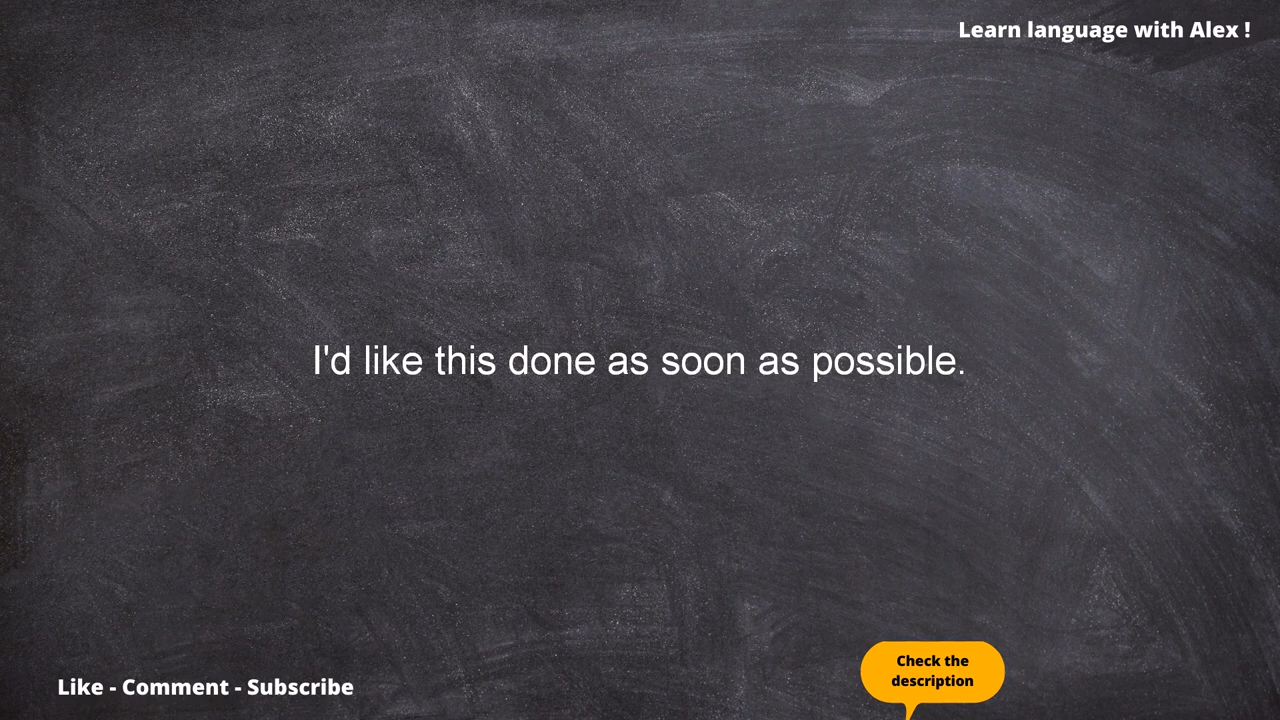 Learn language with Alex !
I'd like this done as soon as possible.
Check the
description
Like - Comment - Subscribe